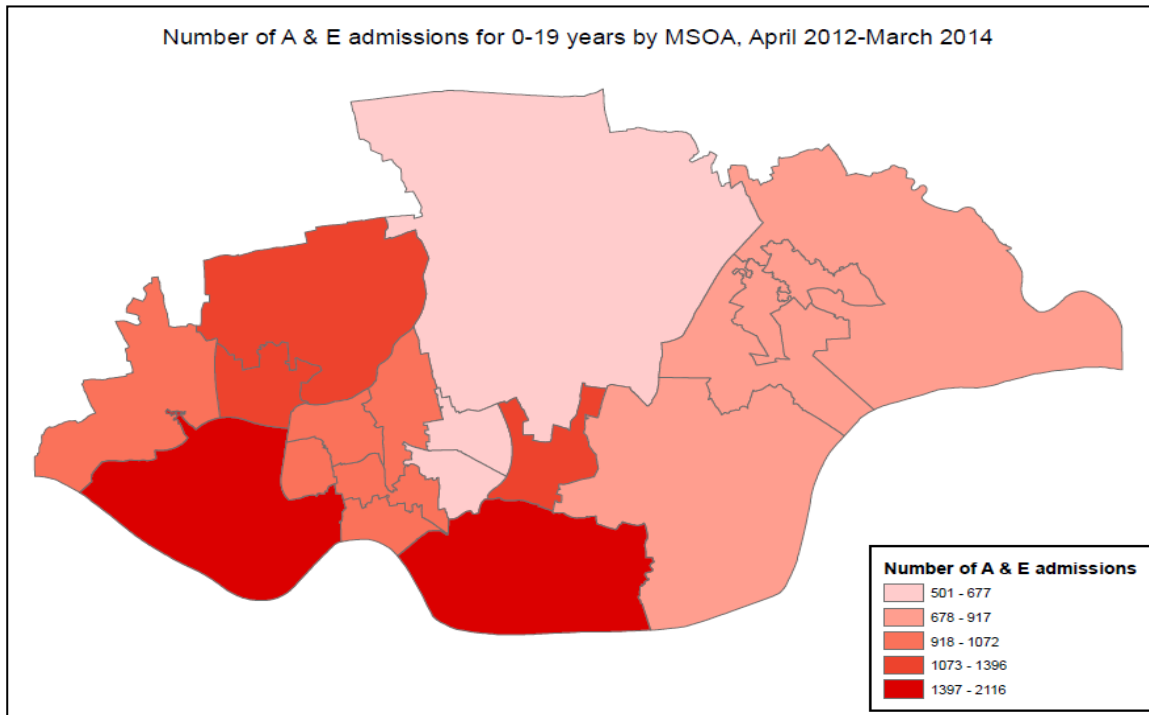 Number of A & E admissions for 0-19 years by MSOA, April 2012-March 2014
Number of A & E admissions
501 - 677
678 - 917
918 - 1072
1073 - 1396
1397 - 2116